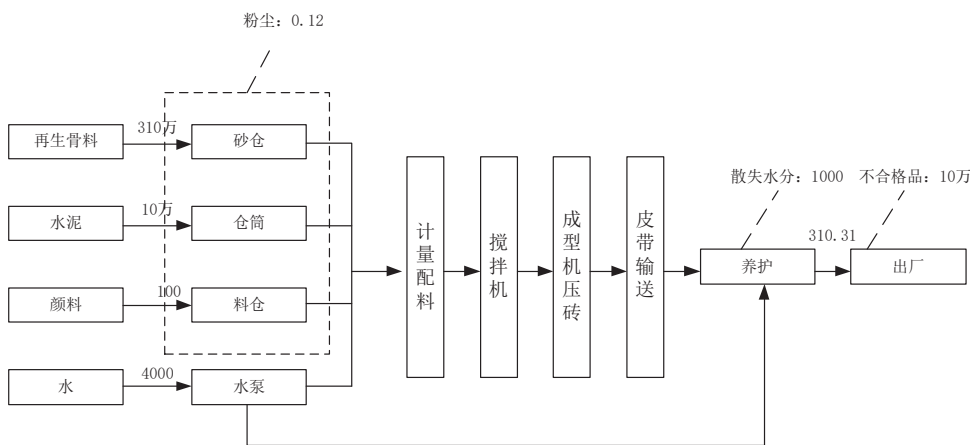 粉尘：0.12
再生骨料
310万
砂仓
水泥
10万
仓筒
颜料
100
料仓
水
4000
水泵
计量配料
搅拌机
成型机压砖
皮带输送
散失水分：1000
不合格品：10万
养护
310.31
出厂